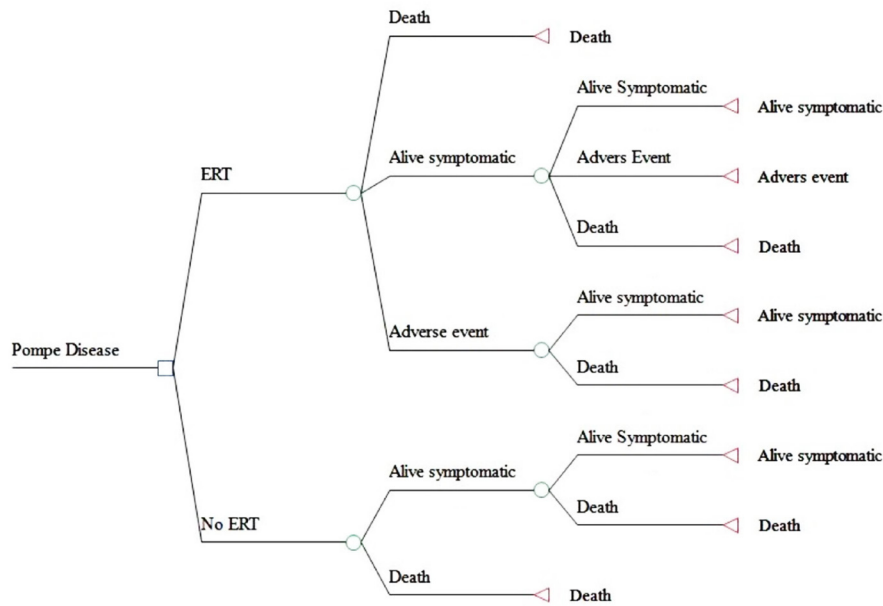 Death
Death
Alive Symptomatic
Alive symptomatic
ERT
Alive symptomatic
Advers Event
Advers event
Death
Death
Alive symptomatic
Alive symptomatic
Adverse event
Pompe Disease
Death
Death
Alive Symptomatic
Alive symptomatic
Alive symptomatic
Death
Death
No ERT
Death
Death